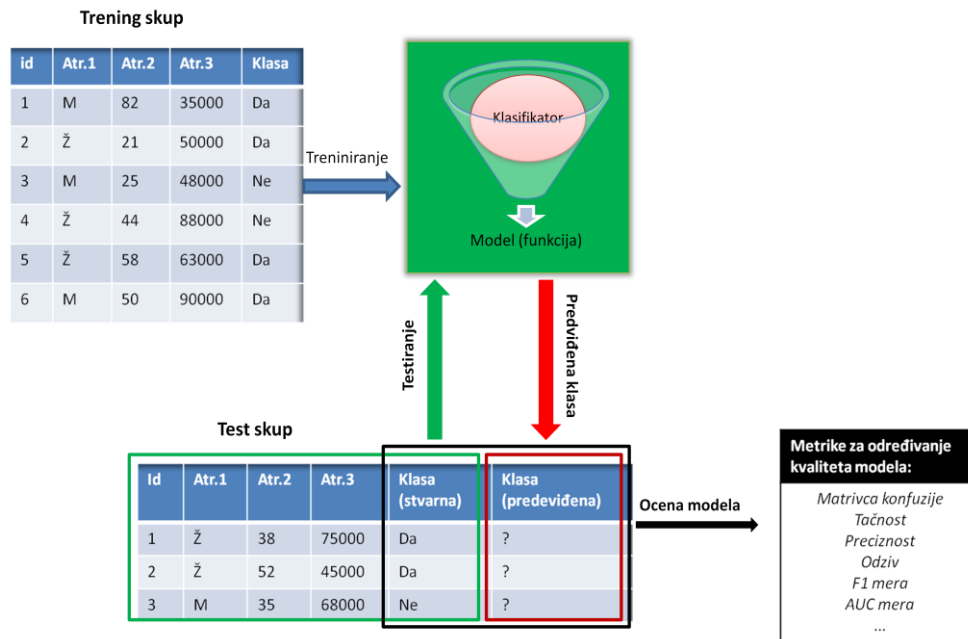 Trening skup
id Atr.1 Atr.2 Atr.3 Klasa
1 M 82 35000 Da
2 Ž 21 50000 Da
3 M 25 48000 Ne
4 Ž 44 88000 Ne
5 Ž 58 63000 Da
6 M 50 90000 Da
Treniniranje
Klasifikator
Model (funkcija)
Testiranje
Predviđena klasa
Test skup
Id Atr.1 Atr.2 Atr.3 Klasa (stvarna) Klasa (predeviđena)
1 Ž 38 75000 Da ?
2 Ž 52 45000 Da ?
3 M 35 68000 Ne ?
Ocena modela
Metrike za određivanje
kvaliteta modela:
Matrivca konfuzije
Tačnost
Preciznost
Odziv
F1 mera
AUC mera
...